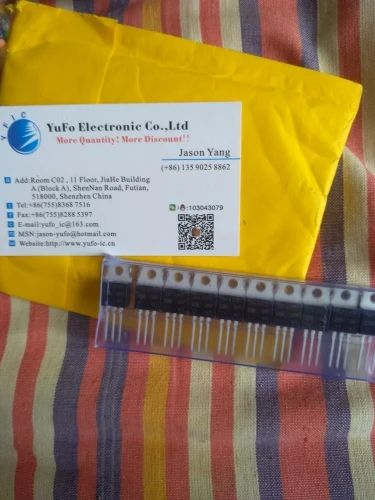 YFIC
YuFo Electronic Co.,Ltd
More Quantity! More Discount!!
Jason Yang
(+86) 135 9025 8862
Add:Room C02 , 11 Floor, JiaHe Building
A (Block A), ShenNan Road, Futian,
518000, Shenzhen China
Tel:+86(755)8368 7516
Fax:+86(755)8288 5397
E-mail:yufo_ic@163.com
MSN:jason-yufo@hotmail.com
Website:http://www.yufo-ic.cn
:103043079